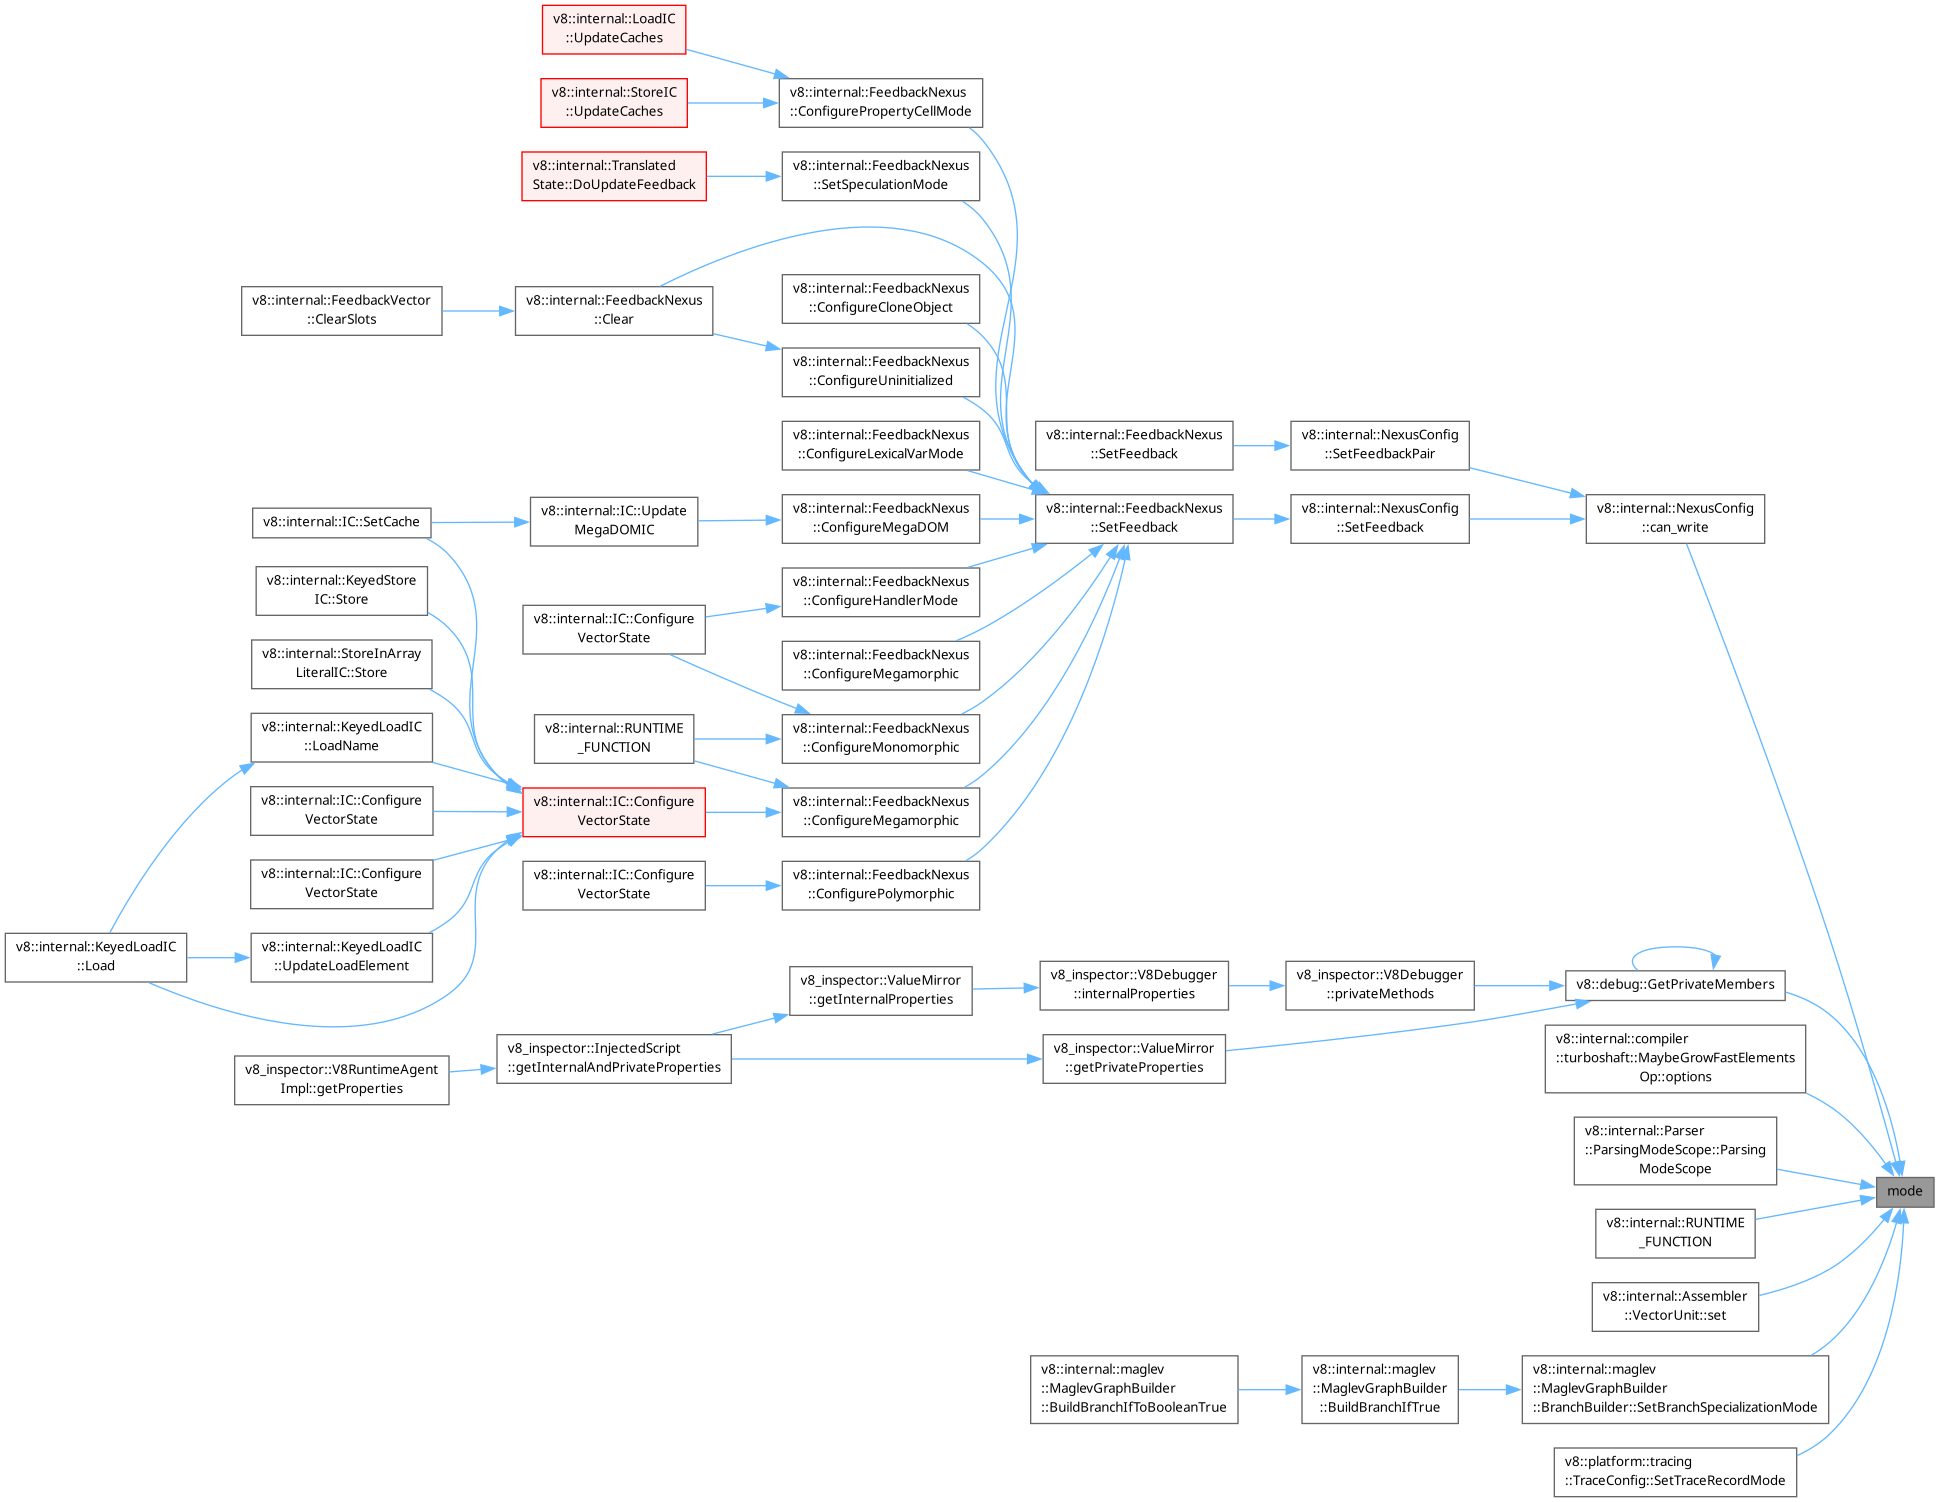 v8::internal::LoadIC
::UpdateCaches
v8::internal::StoreIC
::UpdateCaches
v8::internal::FeedbackNexus
::ConfigurePropertyCellMode
v8::internal::Translated
State::DoUpdateFeedback
v8::internal::FeedbackNexus
::SetSpeculationMode
v8::internal::FeedbackVector
::ClearSlots
v8::internal::FeedbackNexus
::Clear
v8::internal::FeedbackNexus
::ConfigureCloneObject
v8::internal::FeedbackNexus
::ConfigureUninitialized
v8::internal::FeedbackNexus
::ConfigureLexicalVarMode
v8::internal::FeedbackNexus
::SetFeedback
v8::internal::NexusConfig
::SetFeedbackPair
v8::internal::IC::SetCache
v8::internal::IC::Update
MegaDOMIC
v8::internal::FeedbackNexus
::ConfigureMegaDOM
v8::internal::FeedbackNexus
::SetFeedback
v8::internal::NexusConfig
::SetFeedback
v8::internal::NexusConfig
::can_write
v8::internal::KeyedStore
IC::Store
v8::internal::FeedbackNexus
::ConfigureHandlerMode
v8::internal::IC::Configure
VectorState
v8::internal::StoreInArray
LiteralIC::Store
v8::internal::FeedbackNexus
::ConfigureMegamorphic
v8::internal::KeyedLoadIC
::LoadName
v8::internal::RUNTIME
_FUNCTION
v8::internal::FeedbackNexus
::ConfigureMonomorphic
v8::internal::IC::Configure
VectorState
v8::internal::IC::Configure
VectorState
v8::internal::FeedbackNexus
::ConfigureMegamorphic
v8::internal::IC::Configure
VectorState
v8::internal::IC::Configure
VectorState
v8::internal::FeedbackNexus
::ConfigurePolymorphic
v8::internal::KeyedLoadIC
::Load
v8::internal::KeyedLoadIC
::UpdateLoadElement
v8_inspector::ValueMirror
::getInternalProperties
v8_inspector::V8Debugger
::internalProperties
v8_inspector::V8Debugger
::privateMethods
v8::debug::GetPrivateMembers
v8_inspector::V8RuntimeAgent
Impl::getProperties
v8_inspector::InjectedScript
::getInternalAndPrivateProperties
v8_inspector::ValueMirror
::getPrivateProperties
v8::internal::compiler
::turboshaft::MaybeGrowFastElements
Op::options
v8::internal::Parser
::ParsingModeScope::Parsing
ModeScope
mode
v8::internal::RUNTIME
_FUNCTION
v8::internal::Assembler
::VectorUnit::set
v8::internal::maglev
::MaglevGraphBuilder
::BuildBranchIfToBooleanTrue
v8::internal::maglev
::MaglevGraphBuilder
::BuildBranchIfTrue
v8::internal::maglev
::MaglevGraphBuilder
::BranchBuilder::SetBranchSpecializationMode
v8::platform::tracing
::TraceConfig::SetTraceRecordMode